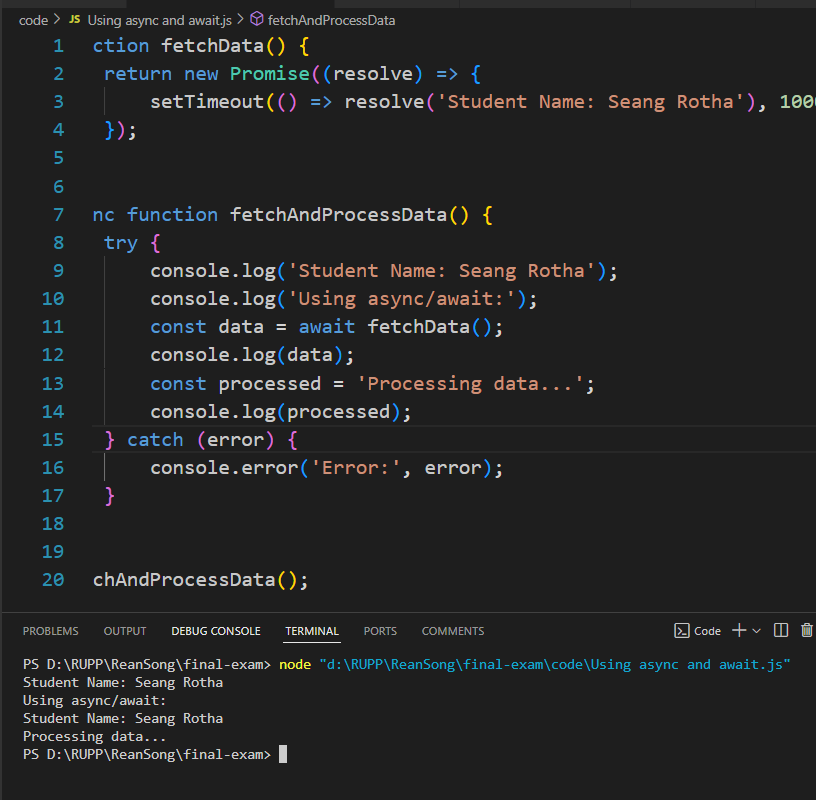 code > JS Using async and await.js > fetchAndProcessData
1 ction fetchData() {
2 return new Promise((resolve) => {
3 setTimeout(() => resolve('Student Name: Seang Rotha'), 100
4 });
5
6
7 nc function fetchAndProcessData() {
8 try {
9 console.log('Student Name: Seang Rotha');
10 console.log('Using async/await:');
11 const data = await fetchData();
12 console.log(data);
13 const processed = 'Processing data...';
14 console.log(processed);
15 } catch (error) {
16 console.error('Error:', error);
17 }
18
19
20 chAndProcessData();
PROBLEMS OUTPUT DEBUG CONSOLE TERMINAL PORTS COMMENTS Code
PS D:\RUPP\ReanSong\final-exam> node "d:\RUPP\ReanSong\final-exam\code\Using async and await.js"
Student Name: Seang Rotha
Using async/await:
Student Name: Seang Rotha
Processing data...
PS D:\RUPP\ReanSong\final-exam>